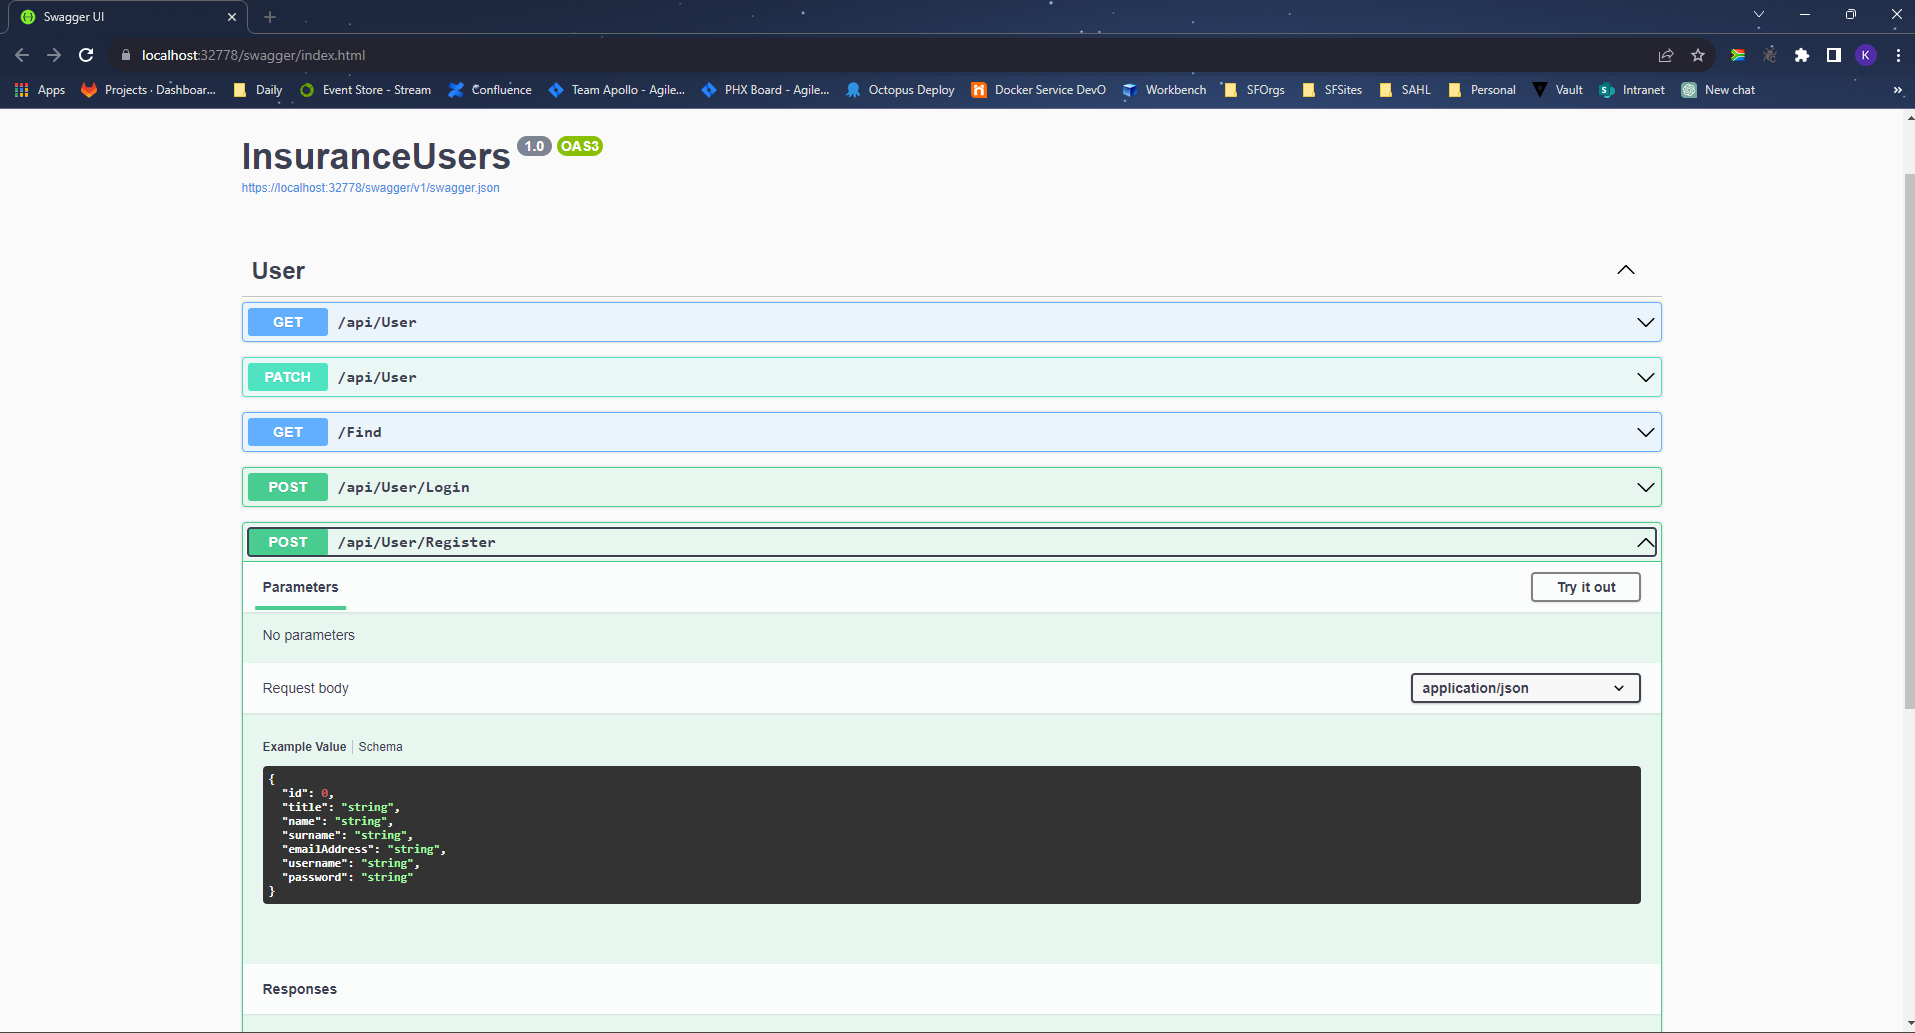 Swagger UI
localhost:32778/swagger/index.html
K
Apps Projects · Dashboar... Daily Event Store - Stream Confluence Team Apollo - Agile... PHX Board - Agile... Octopus Deploy Docker Service DevO Workbench SFOrgs SFSites SAHL Personal Vault Intranet New chat »
InsuranceUsers 1.0 OAS3
https://localhost:32778/swagger/v1/swagger.json
User
GET /api/User
PATCH /api/User
GET /Find
POST /api/User/Login
POST /api/User/Register
Parameters Try it out
No parameters
Request body application/json
Example Value Schema
{
"id": 0,
"title": "string",
"name": "string",
"surname": "string",
"emailAddress": "string",
"username": "string",
"password": "string"
}
Responses